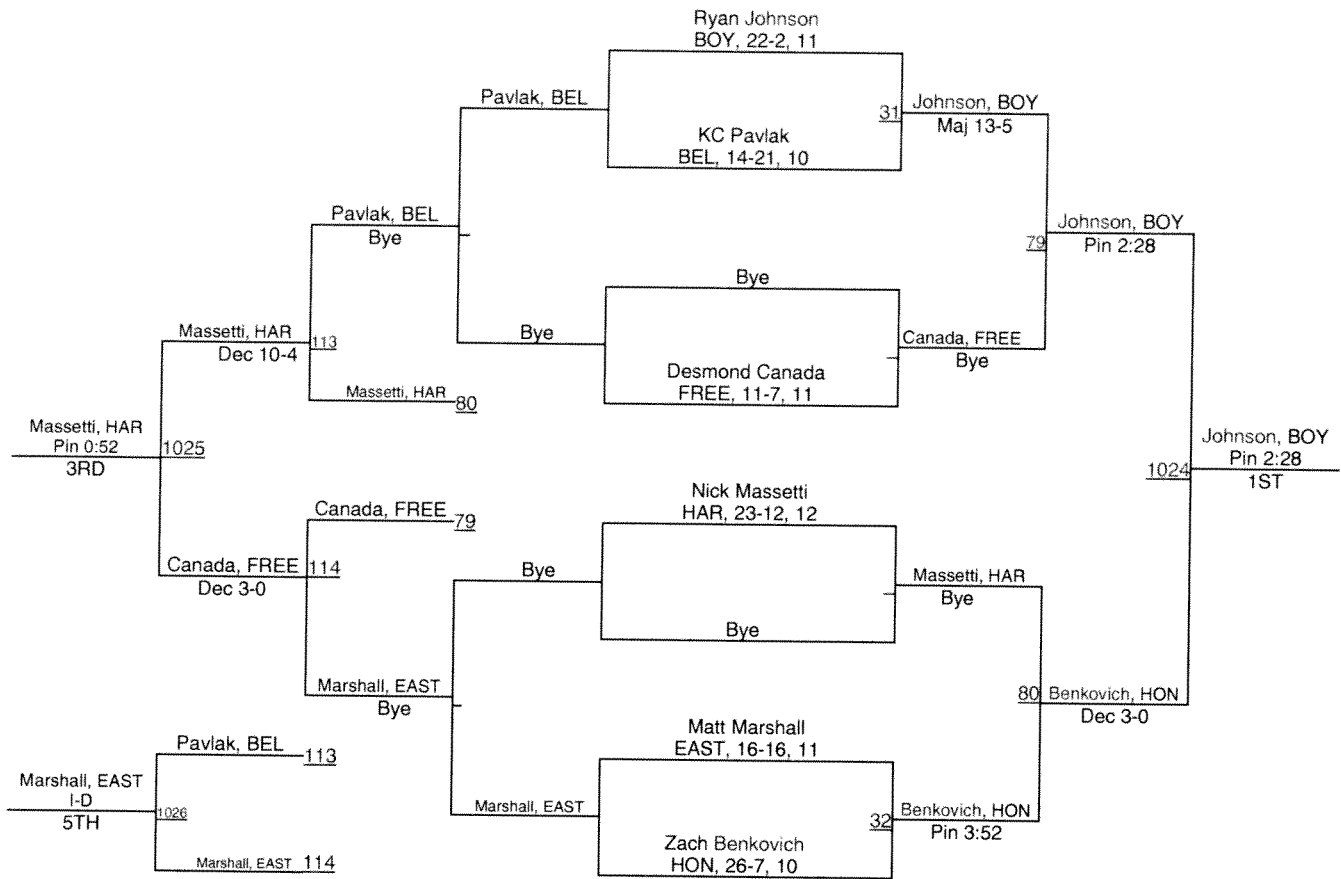 Ryan Johnson
BOY, 22-2, 11
Pavlak, BEL
31
Johnson, BOY
Maj 13-5
KC Pavlak
BEL, 14-21, 10
Pavlak, BEL
Bye
Johnson, BOY
79
Pin 2:28
Bye
Massetti, HAR
113
Dec 10-4
Bye
Canada, FREE
Bye
Desmond Canada
FREE, 11-7, 11
Massetti, HAR
80
Massetti, HAR
Pin 0:52
1025
3RD
Johnson, BOY
Pin 2:28
1024
1ST
Nick Massetti
HAR, 23-12, 12
Canada, FREE
79
Canada, FREE
114
Dec 3-0
Bye
Massetti, HAR
Bye
Bye
Marshall, EAST
Bye
80
Benkovich, HON
Dec 3-0
Matt Marshall
EAST, 16-16, 11
Pavlak, BEL
113
Marshall, EAST
I-D
1026
5TH
Marshall, EAST
32
Benkovich, HON
Pin 3:52
Zach Benkovich
HON, 26-7, 10
Marshall, EAST
114